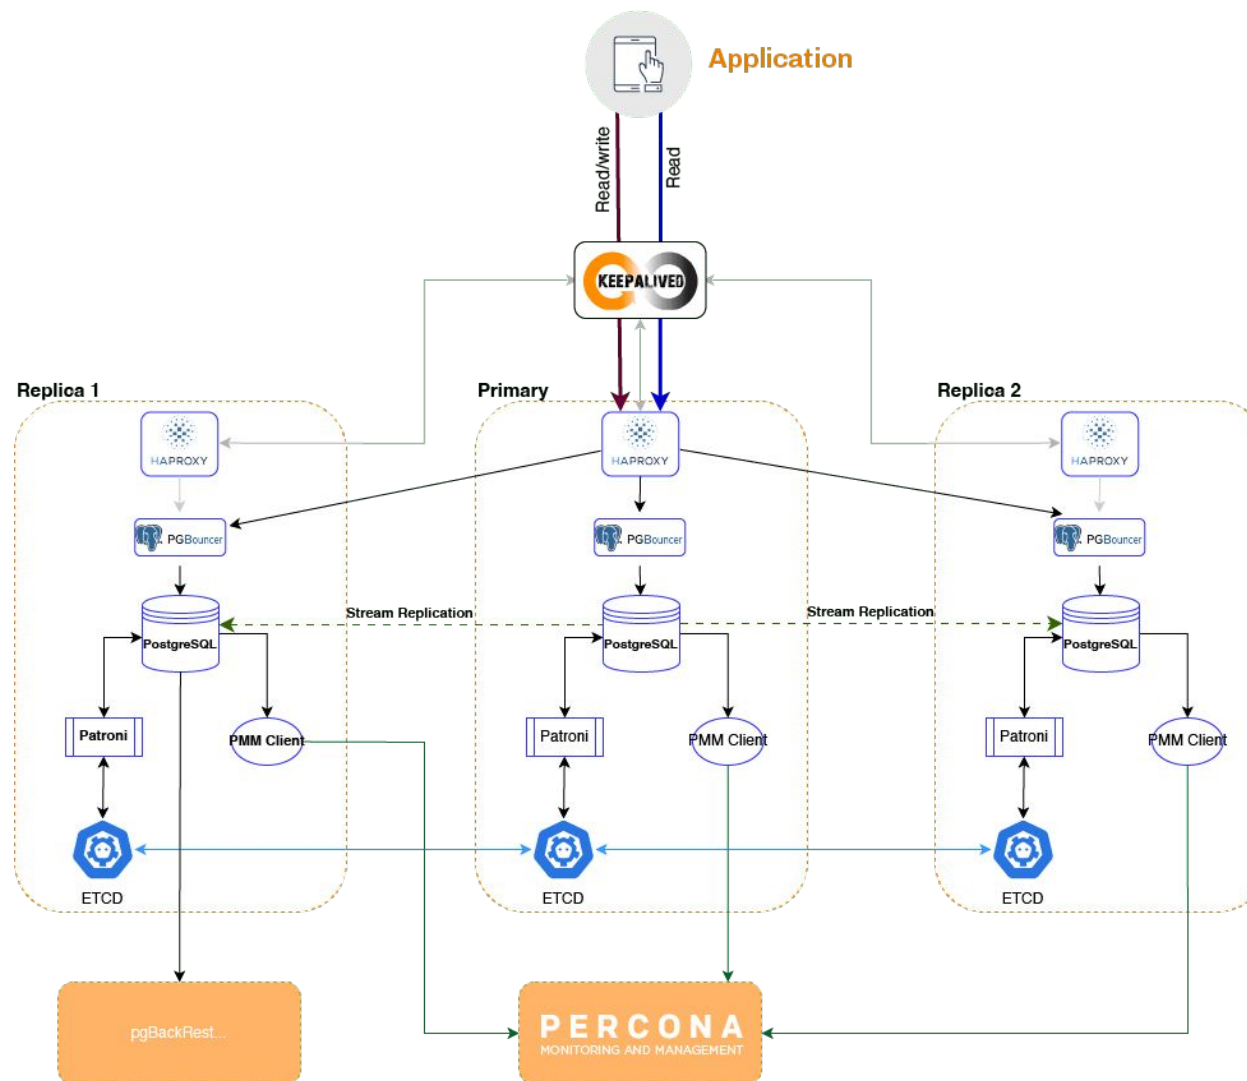 Application
Read/write
Read
KEEPALIVED
Replica 1
Primary
Replica 2
HAPROXY
HAPROXY
HAPROXY
PGBouncer
PGBouncer
PGBouncer
Stream Replication
Stream Replication
PostgreSQL
PostgreSQL
PostgreSQL
Patroni
PMM Client
Patroni
PMM Client
Patroni
PMM Client
ETCD
ETCD
ETCD
pgBackRest...
PERCONA
MONITORING AND MANAGEMENT